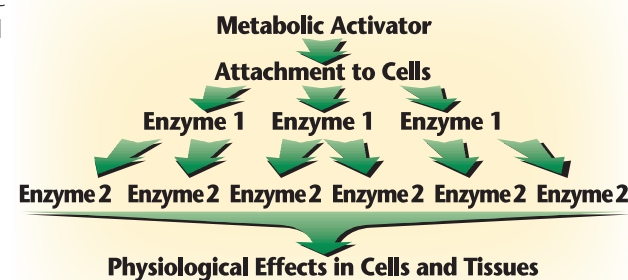 Metabolic Activator
Attachment to Cells
Enzyme 1 Enzyme 1 Enzyme 1
Enzyme 2 Enzyme 2 Enzyme 2 Enzyme 2 Enzyme 2 Enzyme 2
Physiological Effects in Cells and Tissues